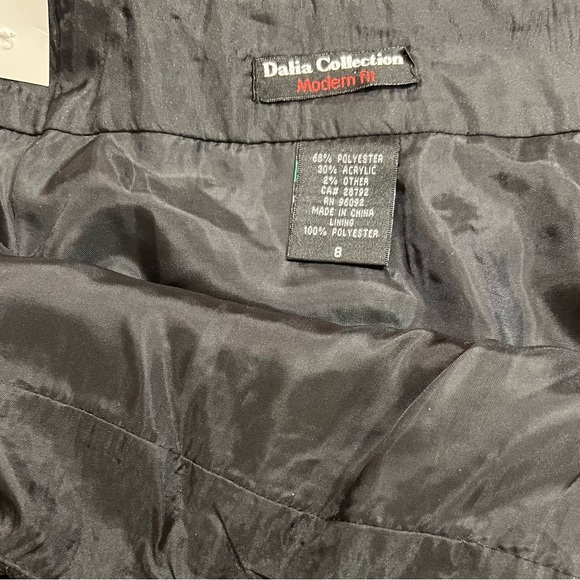 Dalia Collection
Modern fit
68% POLYESTER
30% ACRYLIC
2% OTHER
CA# 28792
RN 96092
MADE IN CHINA
LINING
100% POLYESTER
8